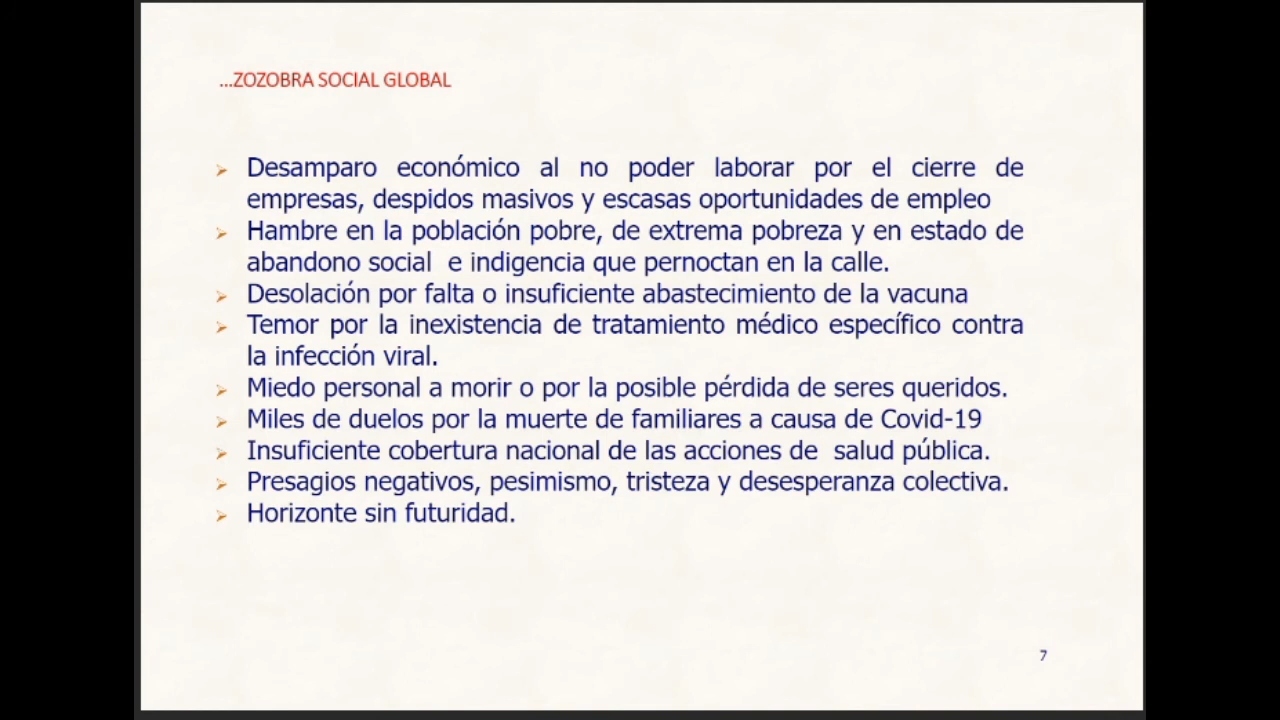 ...ZOZOBRA SOCIAL GLOBAL
Desamparo económico al no poder laborar por el cierre de
empresas, despidos masivos y escasas oportunidades de empleo
Hambre en la población pobre, de extrema pobreza y en estado de
abandono social  e indigencia que pernoctan en la calle.
Desolación por falta o insuficiente abastecimiento de la vacuna
Temor por la inexistencia de tratamiento médico específico contra
la infección viral.
Miedo personal a morir o por la posible pérdida de seres queridos.
Miles de duelos por la muerte de familiares a causa de Covid-19
Insuficiente cobertura nacional de las acciones de  salud pública.
Presagios negativos, pesimismo, tristeza y desesperanza colectiva.
Horizonte sin futuridad.
7